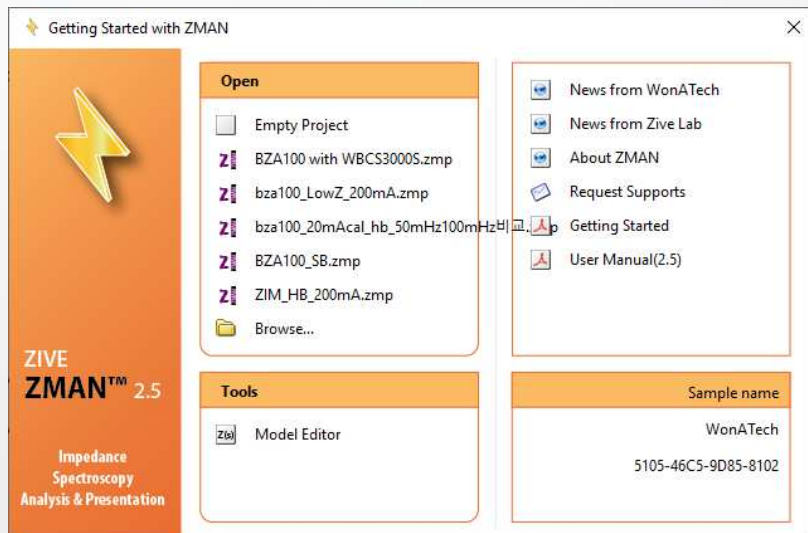 Getting Started with ZMAN
Open
Empty Project
BZA100 with WBCS3000S.zmp
bza100_LowZ_200mA.zmp
bza100_20mAcal_hb_50mHz100mHz비교.
p
BZA100_SB.zmp
ZIM_HB_200mA.zmp
Browse...
News from WonATech
News from Zive Lab
About ZMAN
Request Supports
Getting Started
User Manual(2.5)
ZIVE
ZMAN™ 2.5
Impedance
Spectroscopy
Analysis & Presentation
Tools
Z(s) Model Editor
Sample name
WonATech
5105-46C5-9D85-8102